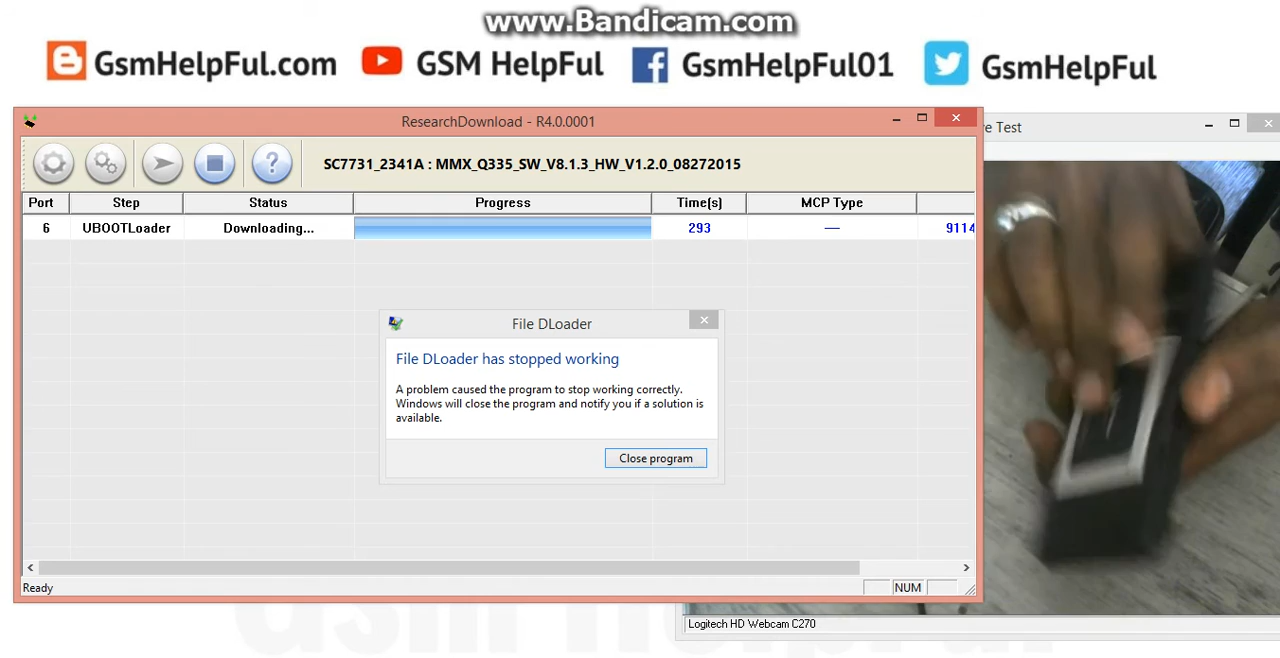 www.Bandicam.com
GsmHelpFul.com GSM HelpFul GsmHelpFul01 GsmHelpFul
ResearchDownload - R4.0.0001
re Test
SC7731_2341A : MMX_Q335_SW_V8.1.3_HW_V1.2.0_08272015
Port Step Status Progress Time(s) MCP Type
6 UBOOTLoader Downloading... 293 — 9114
File DLoader
File DLoader has stopped working
A problem caused the program to stop working correctly.
Windows will close the program and notify you if a solution is
available.
Close program
Ready NUM
Logitech HD Webcam C270
Gsm HelpFul